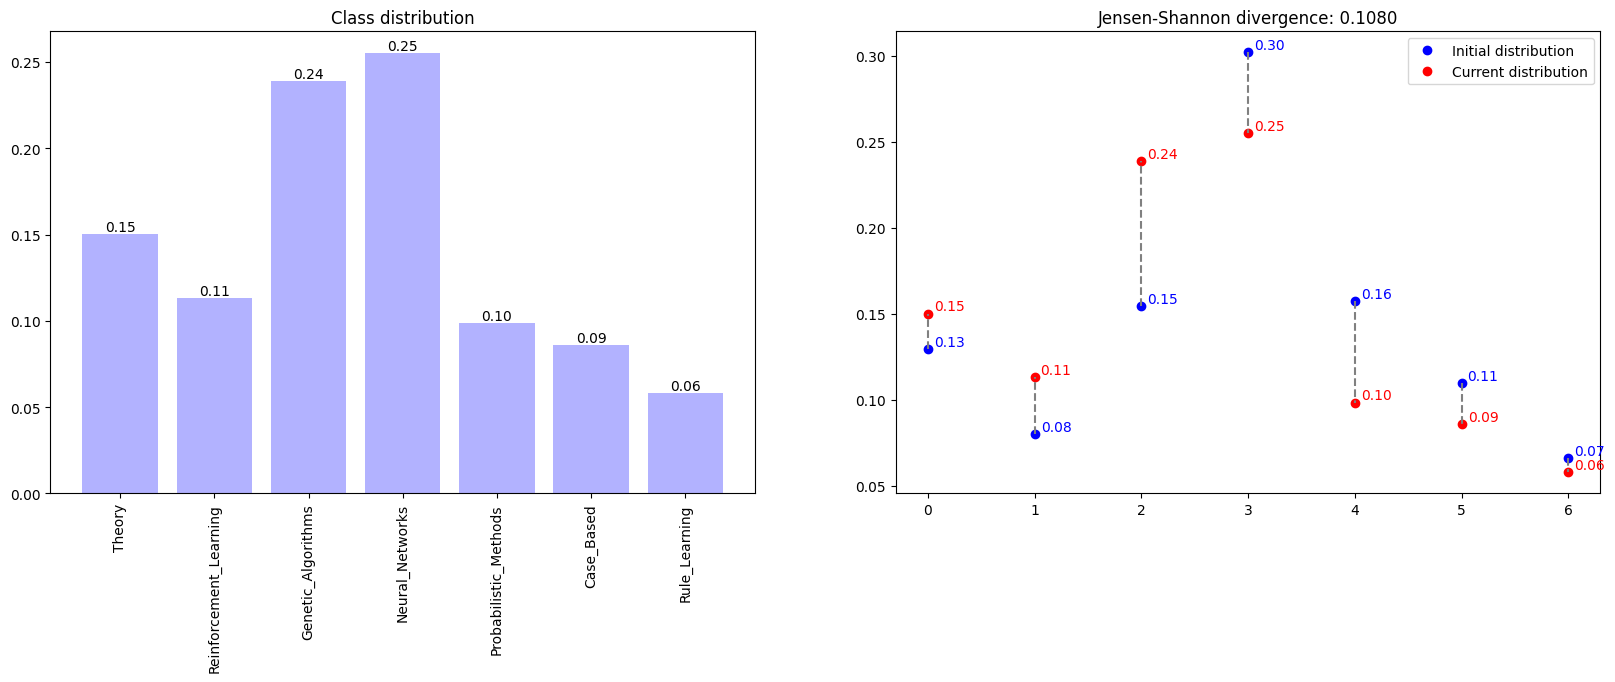 Class distribution
0.25
0.20
0.15
0.10
0.05
0.00
0.15
0.11
0.24
0.25
0.10
0.09
0.06
Theory
Reinforcement_Learning
Genetic_Algorithms
Neural_Networks
Probabilistic_Methods
Case_Based
Rule_Learning
Jensen-Shannon divergence: 0.1080
Initial distribution
Current distribution
0.30
0.25
0.20
0.15
0.10
0.05
0.15
0.13
0.11
0.08
0.24
0.15
0.30
0.25
0.16
0.10
0.11
0.09
0.07
0.06
0 1 2 3 4 5 6